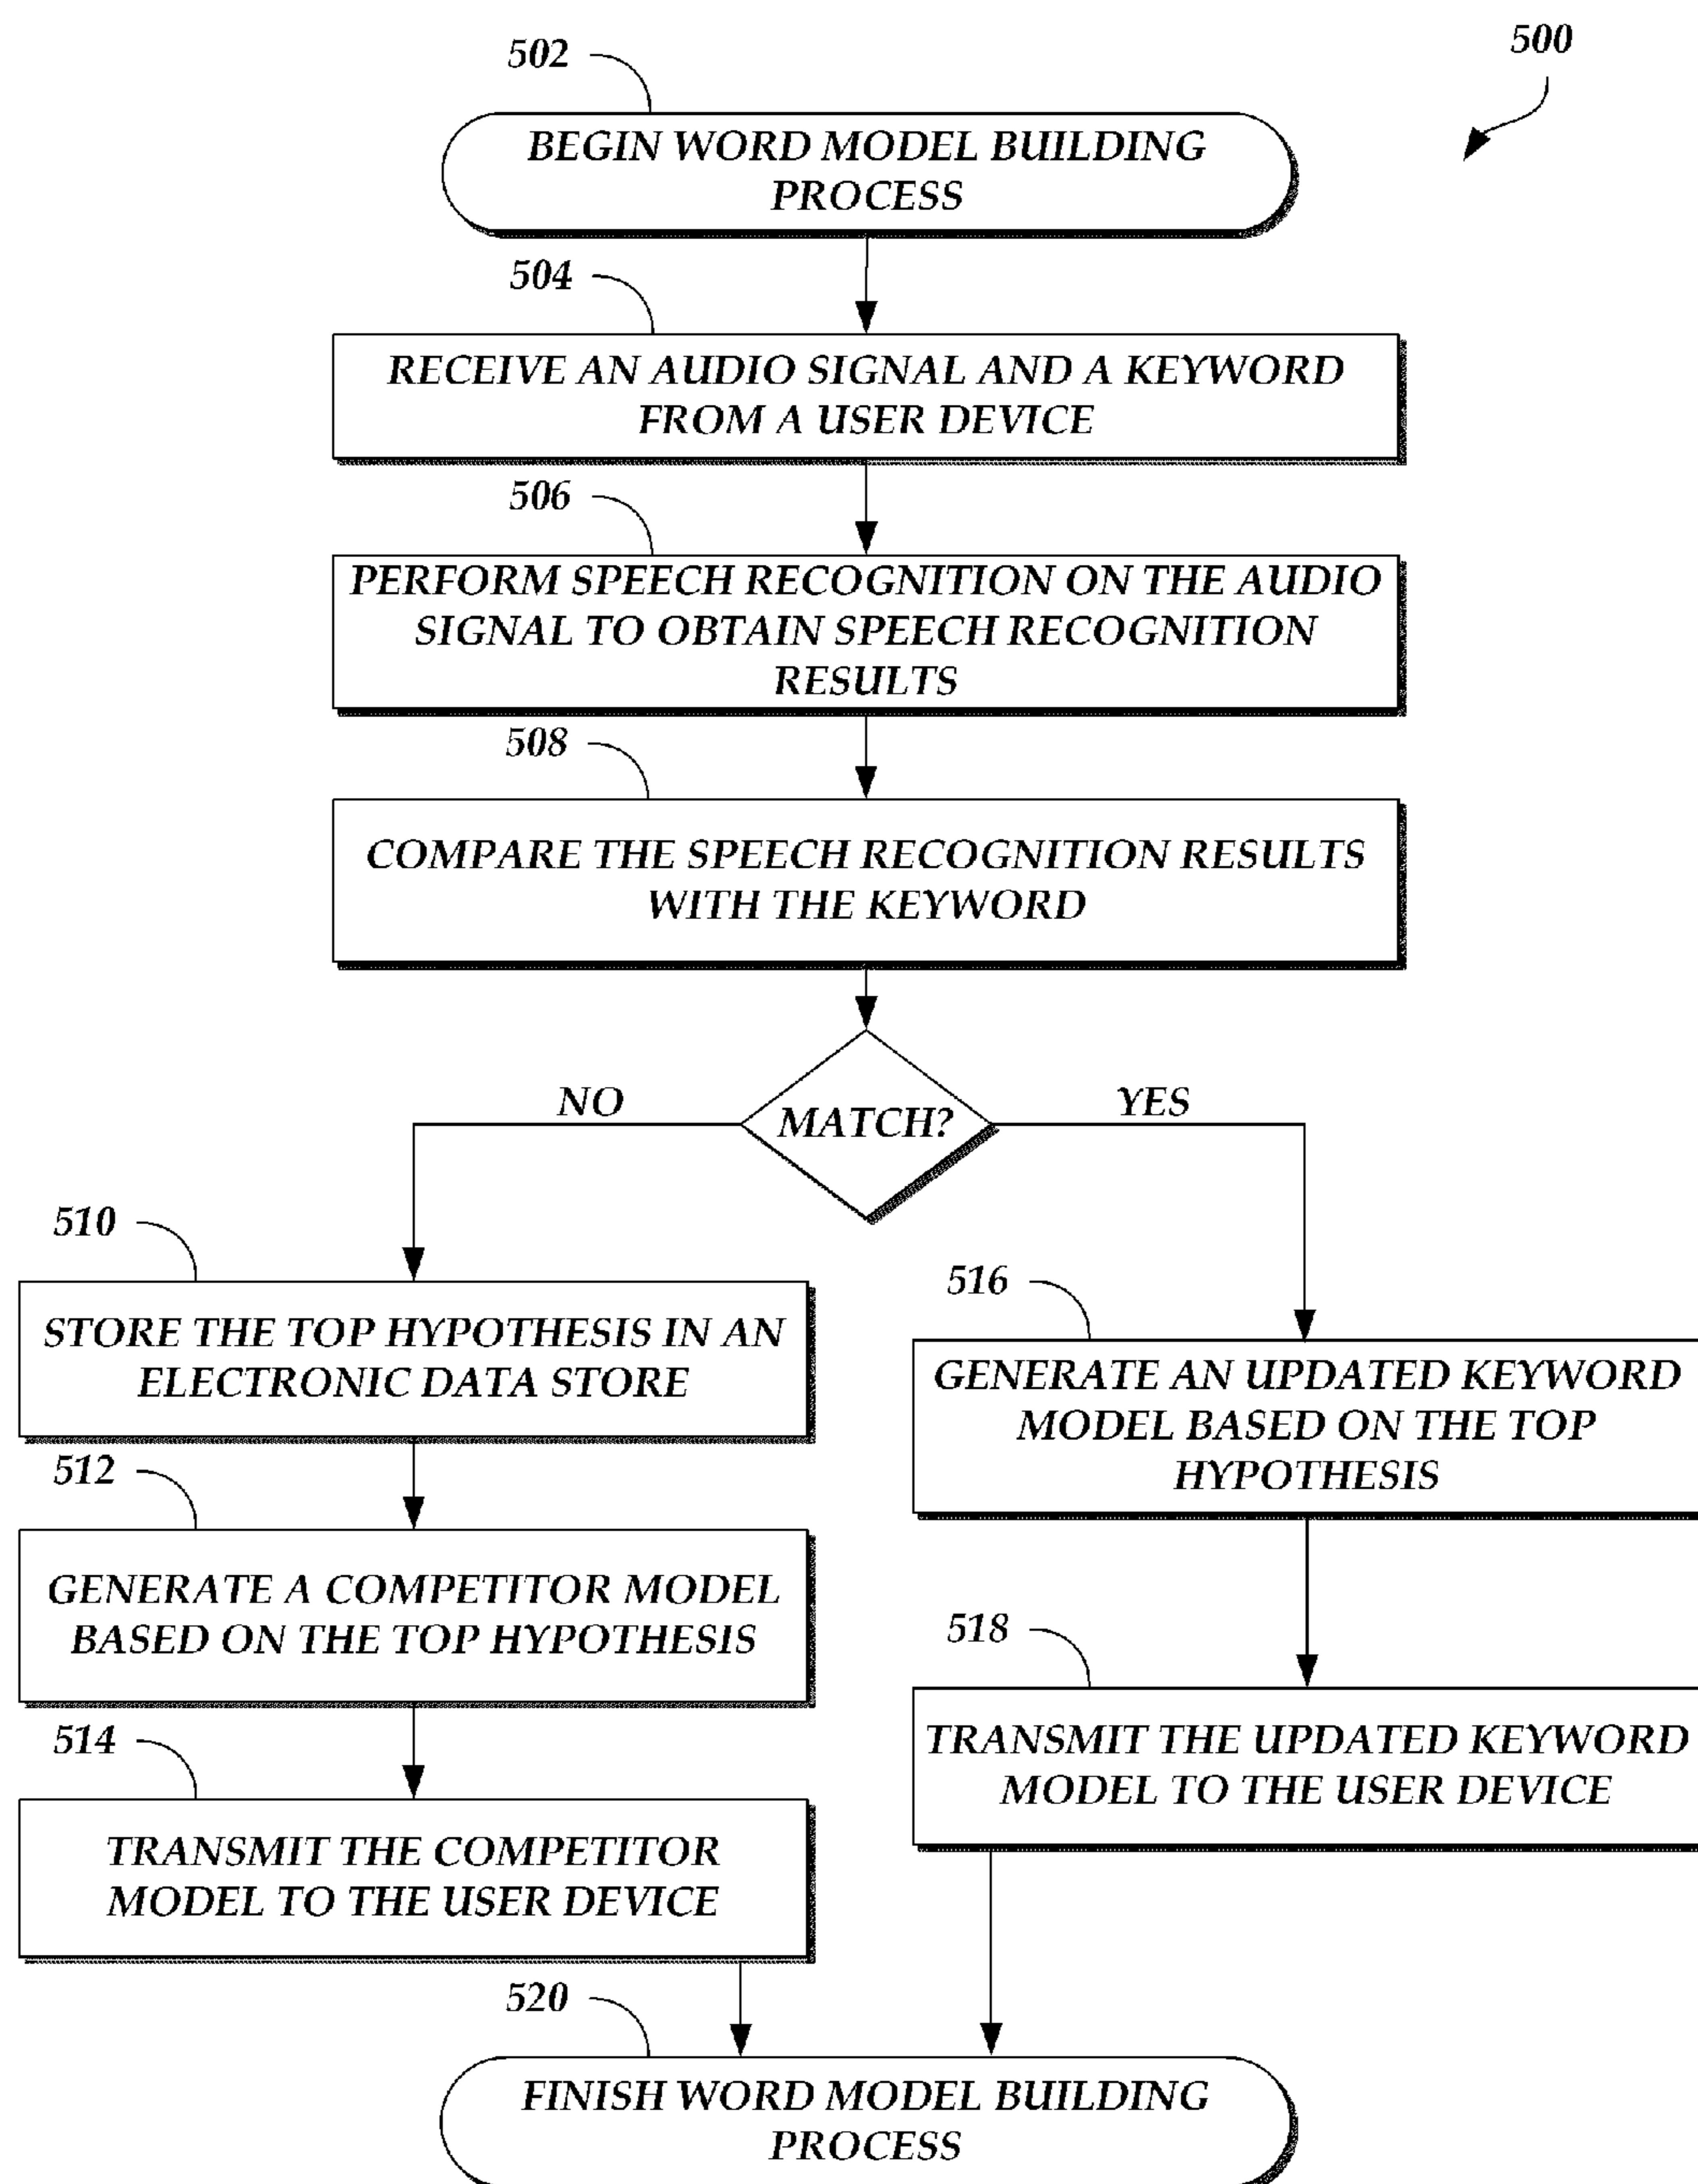 500
502
BEGIN WORD MODEL BUILDING
PROCESS
504
RECEIVE AN AUDIO SIGNAL AND A KEYWORD
FROM A USER DEVICE
506
PERFORM SPEECH RECOGNITION ON THE AUDIO
SIGNAL TO OBTAIN SPEECH RECOGNITION
RESULTS
508
COMPARE THE SPEECH RECOGNITION RESULTS
WITH THE KEYWORD
MATCH?
NO
YES
510
STORE THE TOP HYPOTHESIS IN AN
ELECTRONIC DATA STORE
512
GENERATE A COMPETITOR MODEL
BASED ON THE TOP HYPOTHESIS
514
TRANSMIT THE COMPETITOR
MODEL TO THE USER DEVICE
516
GENERATE AN UPDATED KEYWORD
MODEL BASED ON THE TOP
HYPOTHESIS
518
TRANSMIT THE UPDATED KEYWORD
MODEL TO THE USER DEVICE
520
FINISH WORD MODEL BUILDING
PROCESS